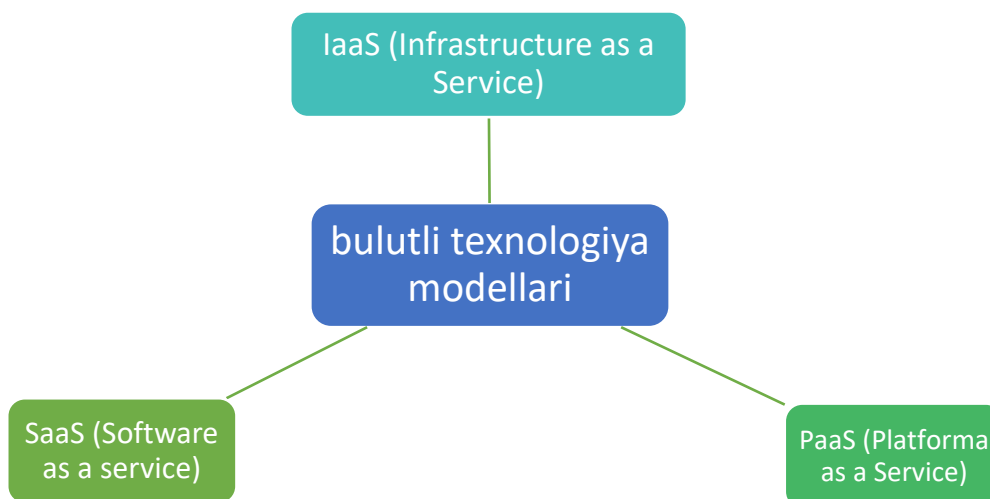 IaaS (Infrastructure as a
Service)
bulutli texnologiya
modellari
SaaS (Software
as a service)
PaaS (Platforma
as a Service)